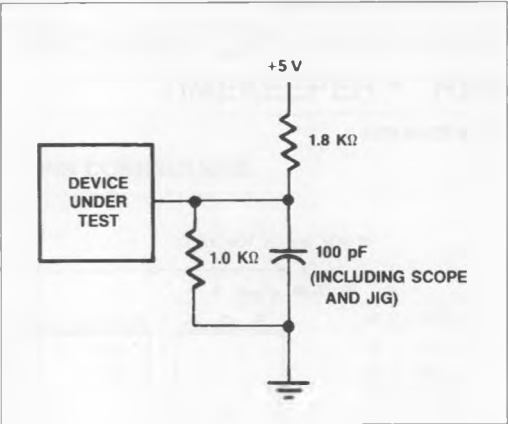 +5 V
1.8 KΩ
DEVICE
UNDER
TEST
1.0 KΩ
100 pF
(INCLUDING SCOPE
AND JIG)